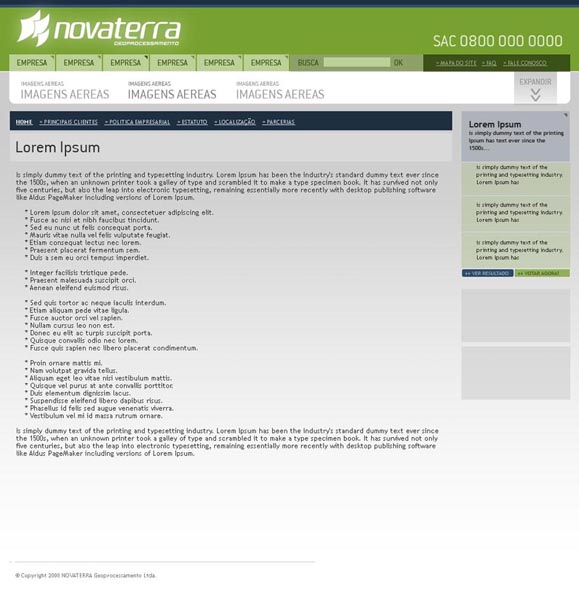 novaterra
GEOPROCESSAMENTO
SAC 0800 000 0000
EMPRESA EMPRESA EMPRESA EMPRESA EMPRESA EMPRESA BUSCA OK
> MAPA DO SITE > FAQ > FALE CONOSCO
IMAGENS AEREAS IMAGENS AEREAS IMAGENS AEREAS
IMAGENS AEREAS IMAGENS AEREAS IMAGENS AEREAS
EXPANDIR
HOME > PRINCIPAIS CLIENTES > POLITICA EMPRESARIAL > ESTATUTO > LOCALIZAÇÃO > PARCERIAS
Lorem Ipsum
Is simply dummy text of the printing and typesetting industry. Lorem Ipsum has been the industry's standard dummy text ever since
the 1500s, when an unknown printer took a galley of type and scrambled it to make a type specimen book. It has survived not only
five centuries, but also the leap into electronic typesetting, remaining essentially more recently with desktop publishing software
like Aldus PageMaker including versions of Lorem Ipsum.
* Lorem ipsum dolor sit amet, consectetuer adipiscing elit.
* Fusce ac nisi et nibh faucibus tincidunt.
* Sed eu nunc ut felis consequat porta.
* Mauris vitae nulla vel felis vulputate feugiat.
* Etiam consequat lectus nec lorem.
* Praesent placerat fermentum sem.
* Duis a sem eu orci tempus imperdiet.
* Integer facilisis tristique pede.
* Praesent malesuada suscipit orci.
* Aenean eleifend euismod risus.
* Sed quis tortor ac neque iaculis interdum.
* Etiam aliquam pede vitae ligula.
* Fusce auctor orci vel sapien.
* Nullam cursus leo non est.
* Donec eu elit ac turpis suscipit porta.
* Quisque convallis odio nec lorem.
* Fusce quis sapien nec libero placerat condimentum.
* Proin ornare mattis mi.
* Nam volutpat gravida tellus.
* Aliquam eget leo vitae nisi vestibulum mattis.
* Quisque vel purus at ante convallis porttitor.
* Duis elementum dignissim lacus.
* Suspendisse eleifend libero dapibus risus.
* Phasellus id felis sed augue venenatis viverra.
* Vestibulum vel mi id massa rutrum ornare.
Is simply dummy text of the printing and typesetting industry. Lorem Ipsum has been the industry's standard dummy text ever since
the 1500s, when an unknown printer took a galley of type and scrambled it to make a type specimen book. It has survived not only
five centuries, but also the leap into electronic typesetting, remaining essentially more recently with desktop publishing software
like Aldus PageMaker including versions of Lorem Ipsum.
Lorem Ipsum
Is simply dummy text of the printing
Ipsum has text ever since the
1500s...
Is simply dummy text of the
printing and typesetting industry.
Lorem Ipsum has
Is simply dummy text of the
printing and typesetting industry.
Lorem Ipsum has
Is simply dummy text of the
printing and typesetting industry.
Lorem Ipsum has
>> VER RESULTADO >> VOTAR AGORA!